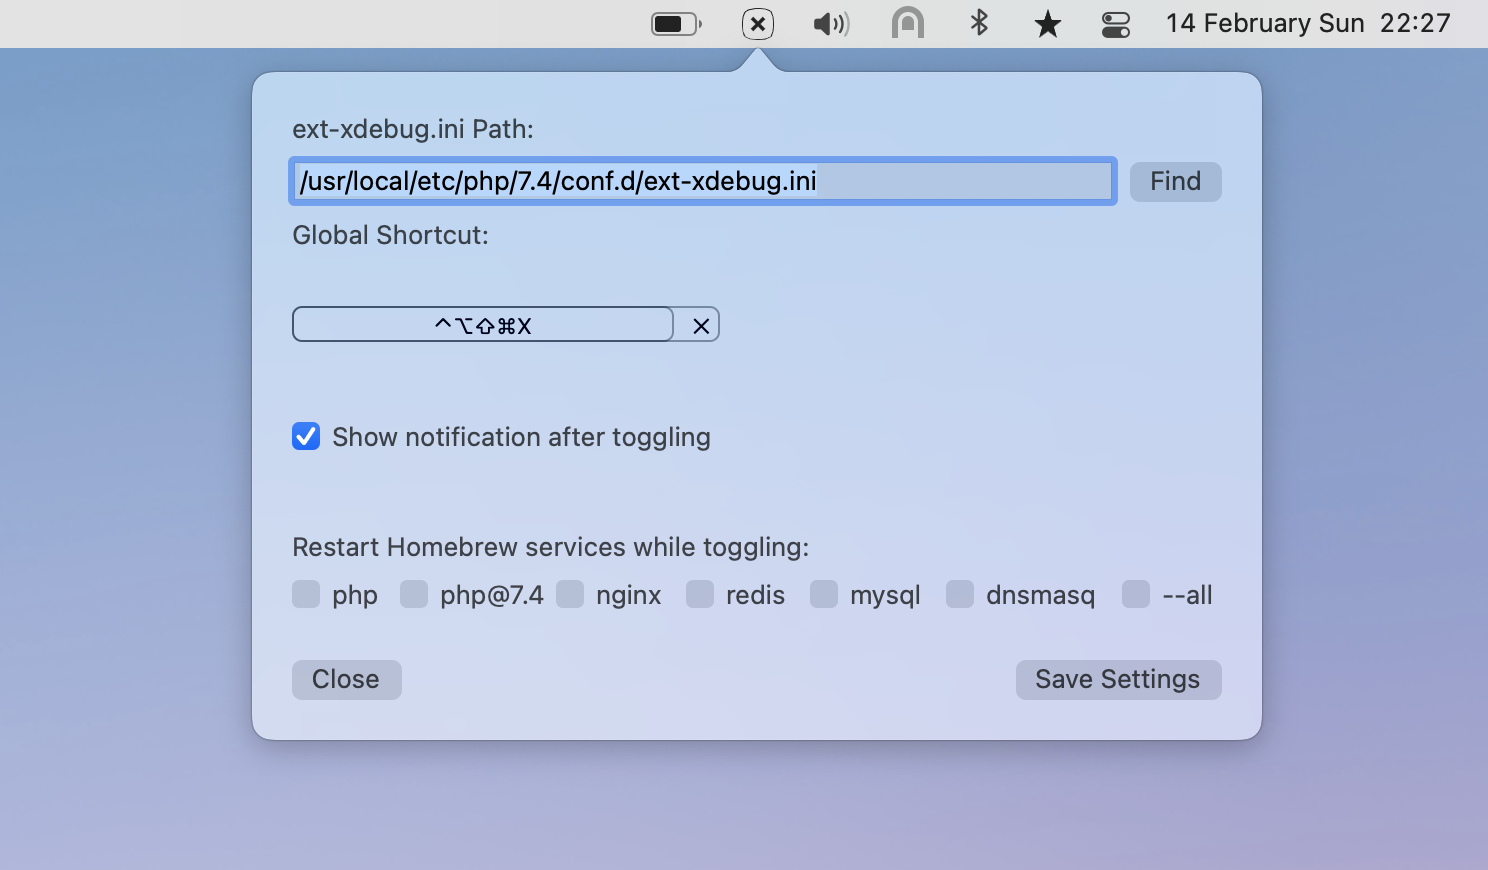 14 February Sun 22:27
ext-xdebug.ini Path:
/usr/local/etc/php/7.4/conf.d/ext-xdebug.ini Find
Global Shortcut:
^⌥⇧⌘X
Show notification after toggling
Restart Homebrew services while toggling:
php php@7.4 nginx redis mysql dnsmasq --all
Close Save Settings